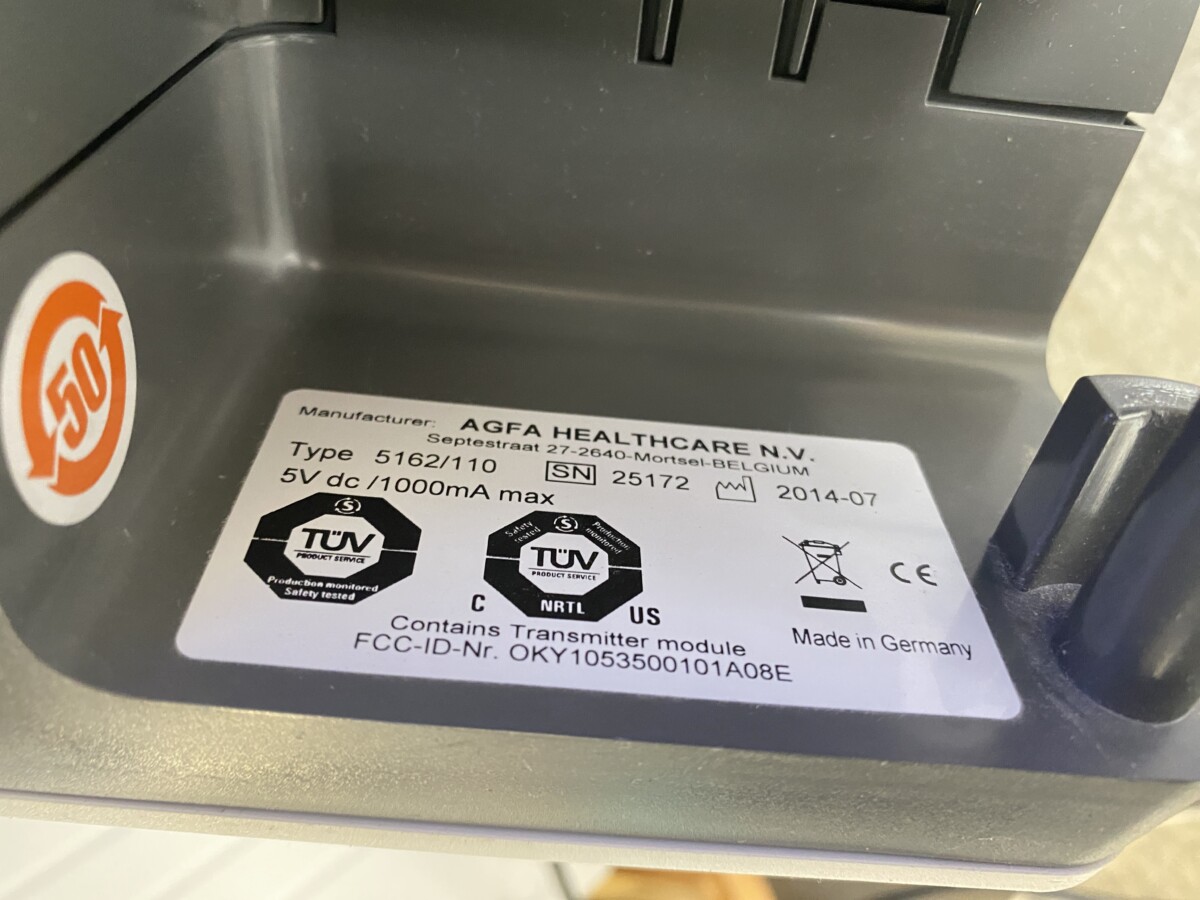 50
Manufacturer: AGFA HEALTHCARE N.V.
Septestraat 27-2640-Mortsel-BELGIUM
Type 5162/110 SN 25172 2014-07
5V dc /1000mA max
S
TÜV
PRODUCT SERVICE
Production monitored
Safety tested
Safety tested
S
Production monitored
TÜV
PRODUCT SERVICE
C NRTL US
CE
Contains Transmitter module
FCC-ID-Nr. OKY1053500101A08E
Made in Germany